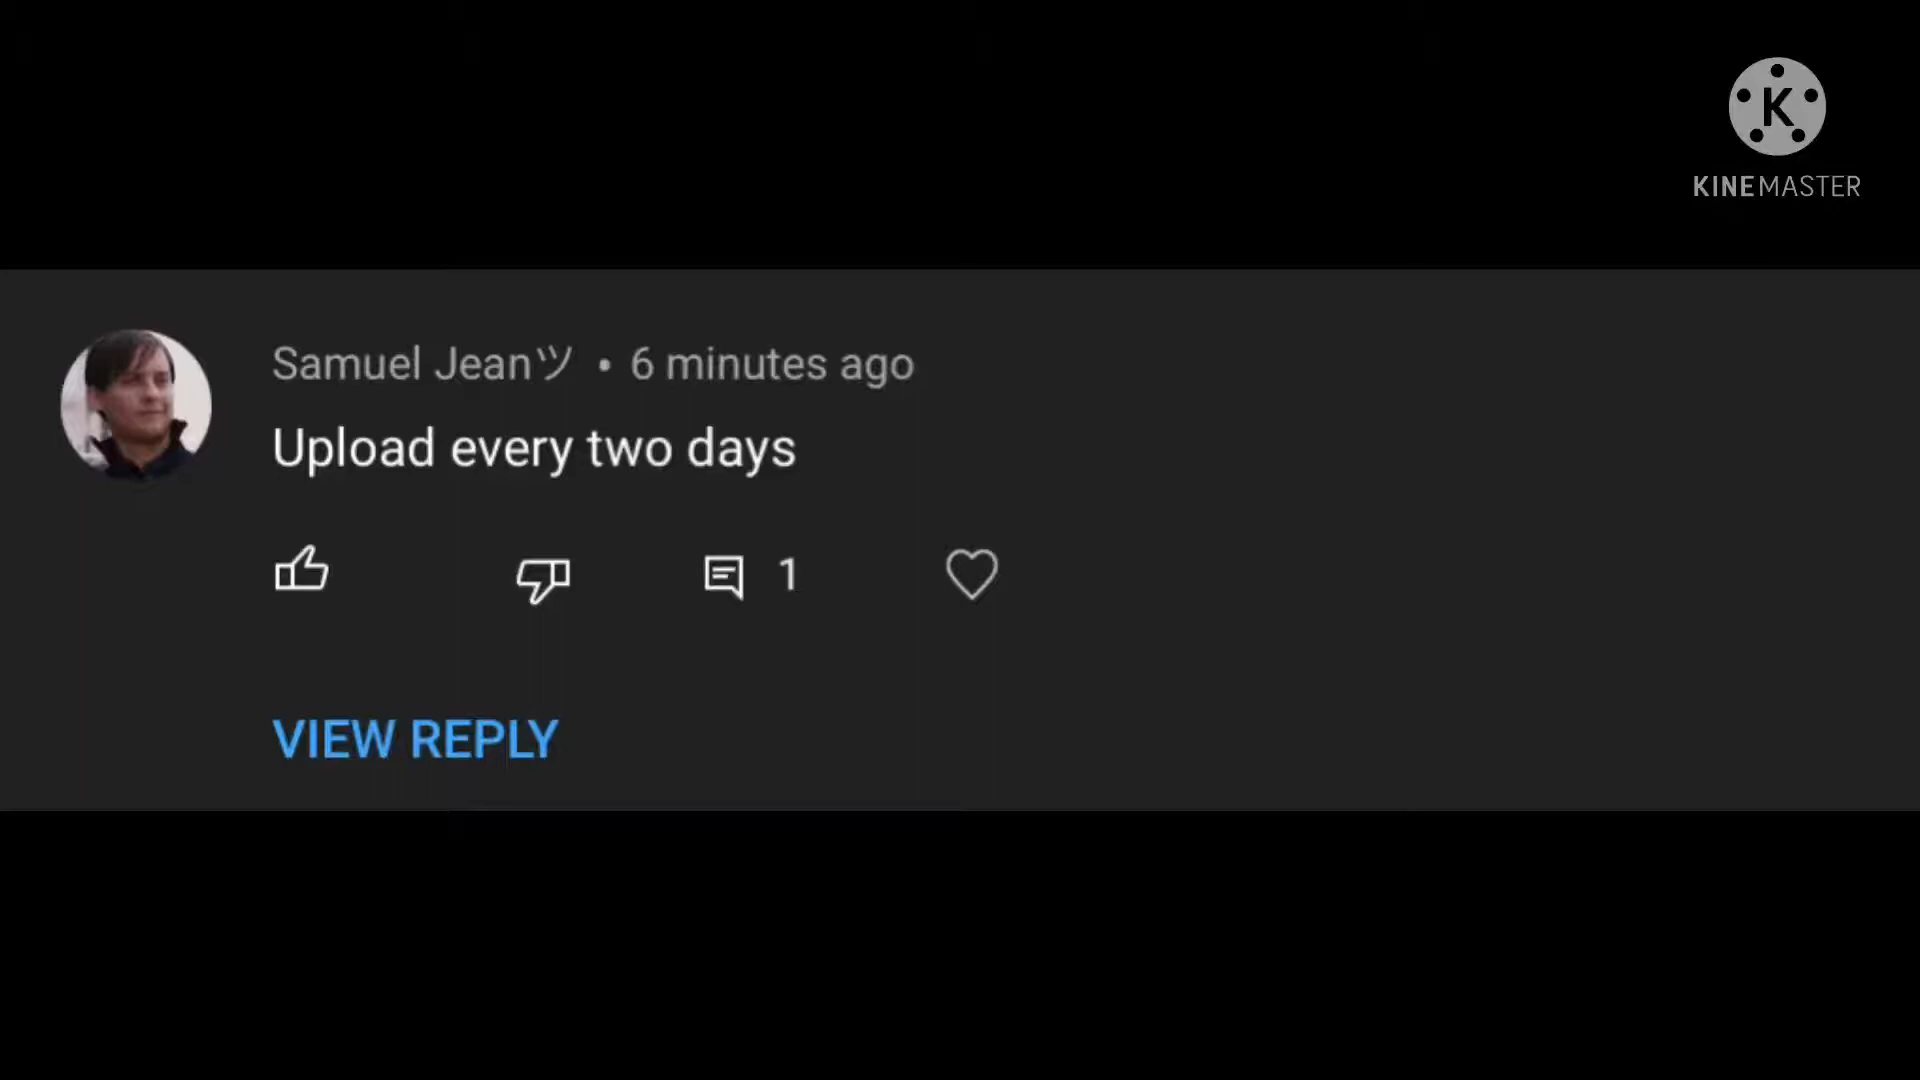 K
KINEMASTER
Samuel Jeanツ • 6 minutes ago
Upload every two days
1
VIEW REPLY